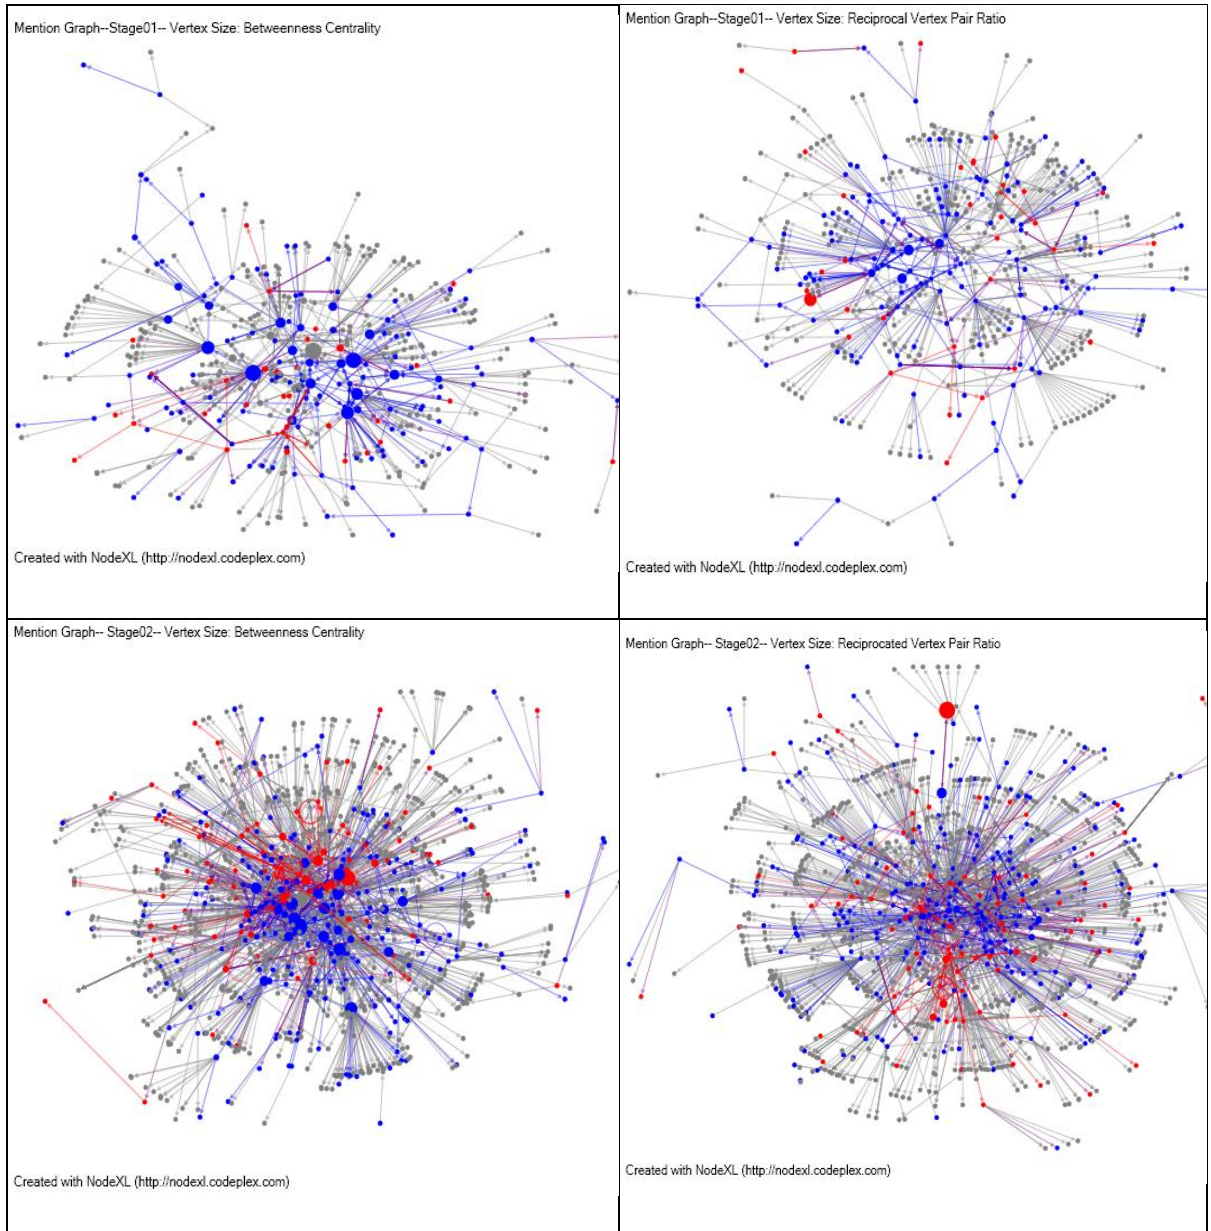 Mention Graph--Stage01-- Vertex Size: Betweenness Centrality
Mention Graph--Stage01-- Vertex Size: Reciprocal Vertex Pair Ratio
Created with NodeXL (http://nodexl.codeplex.com)
Created with NodeXL (http://nodexl.codeplex.com)
Mention Graph-- Stage02-- Vertex Size: Betweenness Centrality
Mention Graph-- Stage02-- Vertex Size: Reciprocated Vertex Pair Ratio
Created with NodeXL (http://nodexl.codeplex.com)
Created with NodeXL (http://nodexl.codeplex.com)